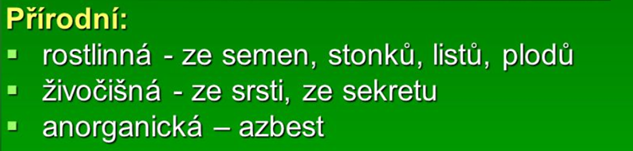 Přírodní:
▪ rostlinná - ze semen, stonků, listů, plodů
▪ živočišná - ze srsti, ze sekretu
▪ anorganická – azbest